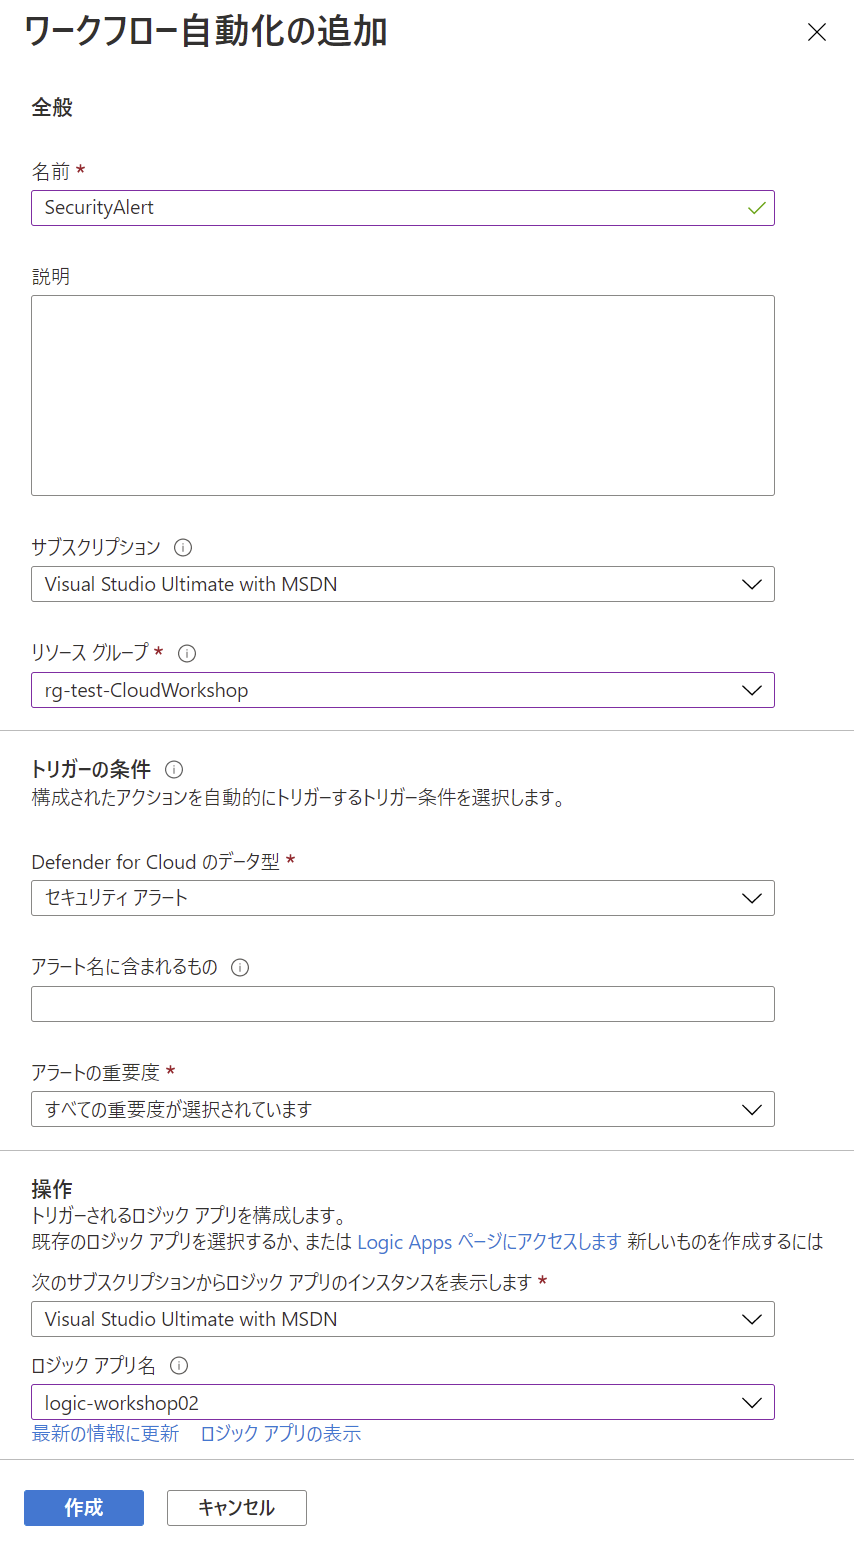 ワークフロー自動化の追加
全般
名前 *
SecurityAlert
説明
サブスクリプション
Visual Studio Ultimate with MSDN
リソース グループ *
rg-test-CloudWorkshop
トリガーの条件
構成されたアクションを自動的にトリガーするトリガー条件を選択します。
Defender for Cloud のデータ型 *
セキュリティ アラート
アラート名に含まれるもの
アラートの重要度 *
すべての重要度が選択されています
操作
トリガーされるロジック アプリを構成します。
既存のロジック アプリを選択するか、または Logic Apps ページにアクセスします 新しいものを作成するには
次のサブスクリプションからロジック アプリのインスタンスを表示します *
Visual Studio Ultimate with MSDN
ロジック アプリ名
logic-workshop02
最新の情報に更新 ロジック アプリの表示
作成 キャンセル